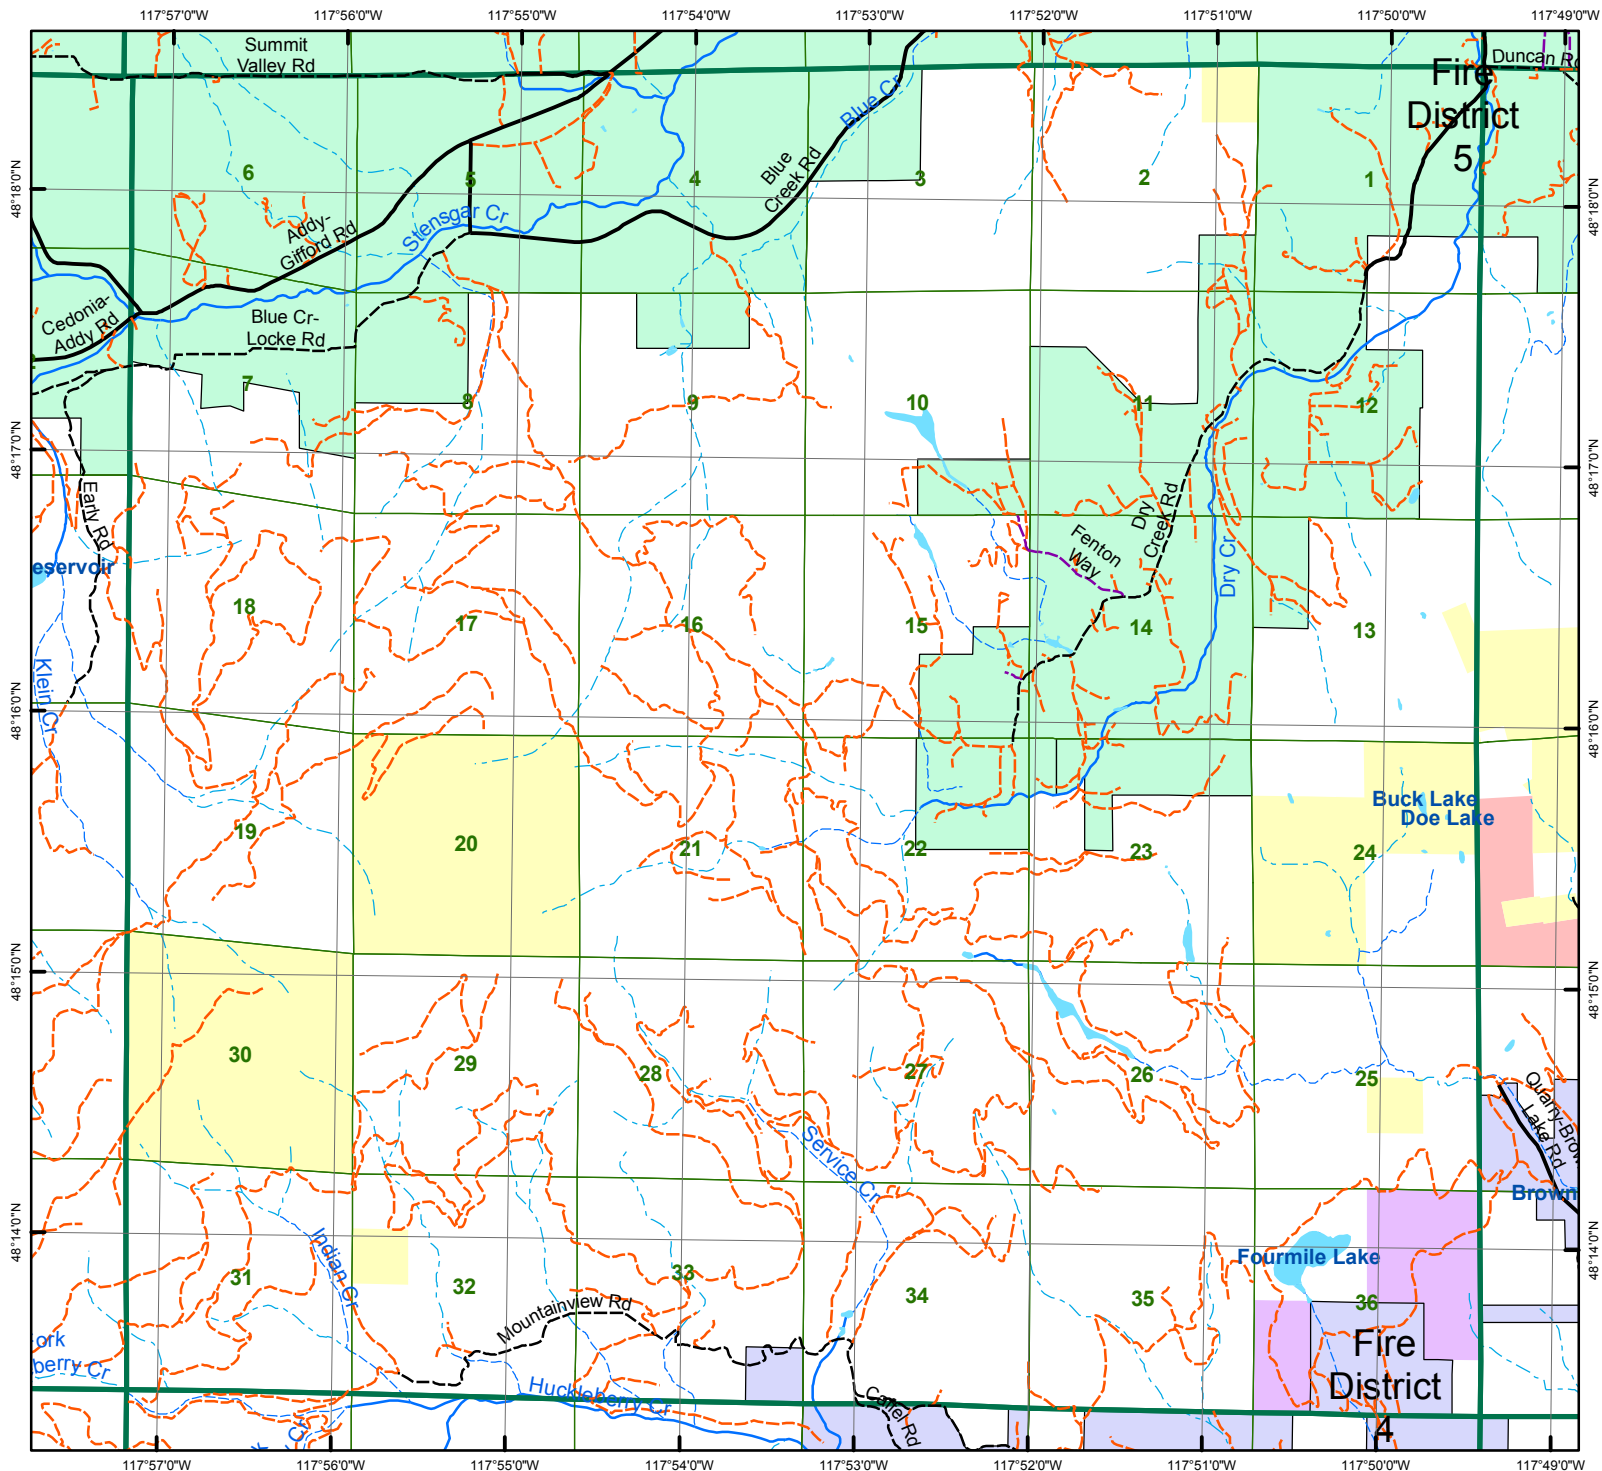 117°57'0"W
117°56'0"W
117°55'0"W
117°54'0"W
117°53'0"W
117°52'0"W
117°51'0"W
117°50'0"W
117°49'0"W
Summit
Valley Rd
Duncan Rd
Fire
District
5
Blue Cr
Blue
Creek Rd
48°18'0"N
48°18'0"N
6
5
4
3
2
1
Addy-
Gifford Rd
Stensgar Cr
Cedonia-
Addy Rd
Blue Cr-
Locke Rd
7
8
9
10
11
12
48°17'0"N
48°17'0"N
Early Rd
Dry
Creek Rd
Fenton
Way
Dry Cr
eservoir
18
17
16
15
14
13
Klein Cr
48°16'0"N
48°16'0"N
Buck Lake
Doe Lake
19
20
21
22
23
24
48°15'0"N
48°15'0"N
30
29
28
27
26
25
Quarry-Brow
Lake Rd
Service Cr
Brown
48°14'0"N
48°14'0"N
Indian Cr
Fourmile Lake
31
32
33
34
35
36
Mountainview Rd
Fire
District
4
ork
berry Cr
Huckleberry Cr
Cr
117°57'0"W
117°56'0"W
117°55'0"W
117°54'0"W
117°53'0"W
117°52'0"W
117°51'0"W
117°50'0"W
117°49'0"W